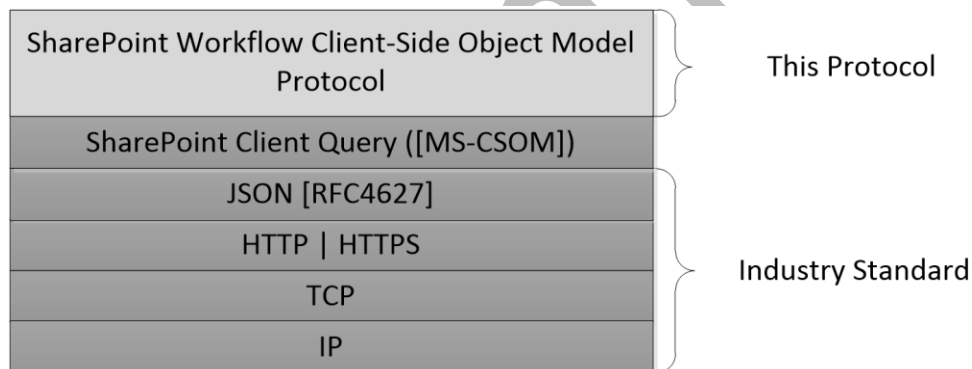 SharePoint Workflow Client-Side Object Model
Protocol
This Protocol
SharePoint Client Query ([MS-CSOM])
JSON [RFC4627]
HTTP | HTTPS
Industry Standard
TCP
IP